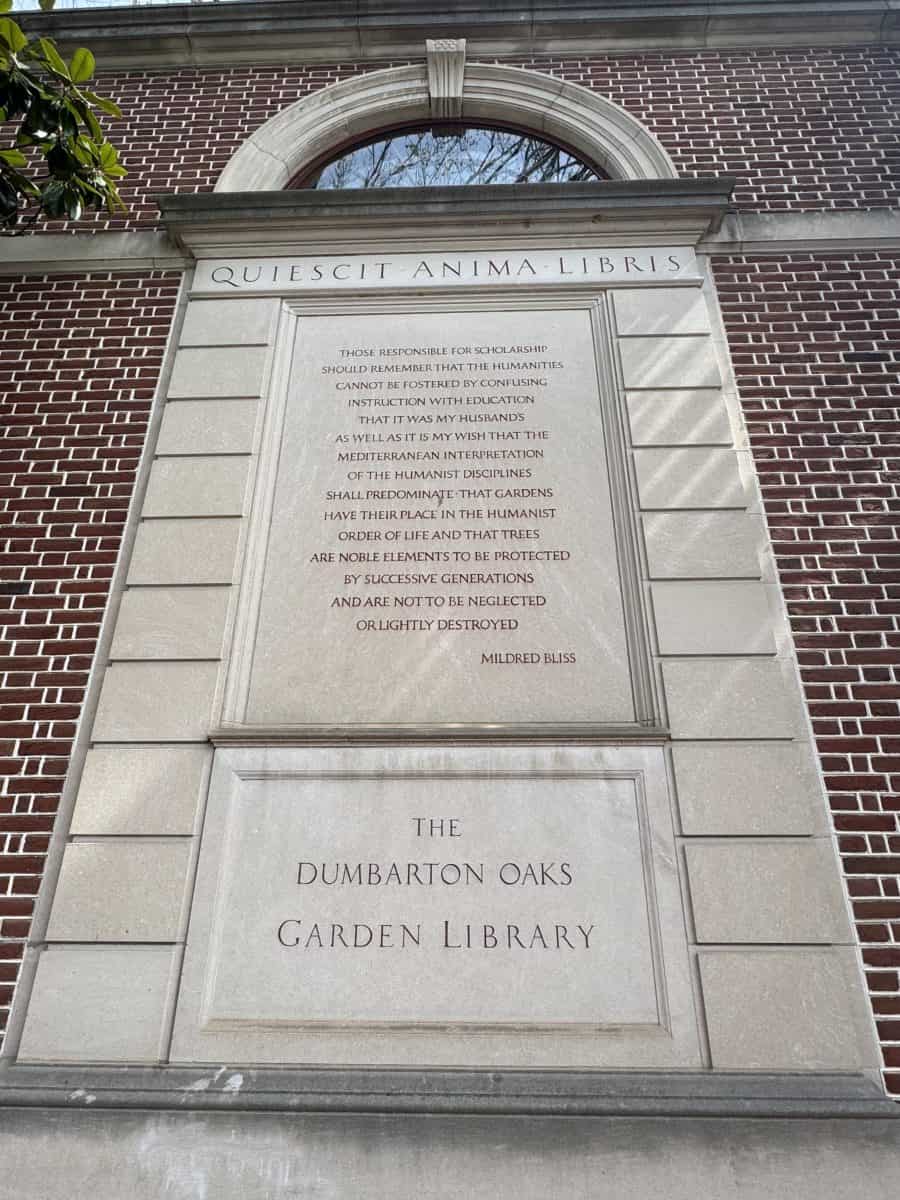 QUIESCIT · ANIMA · LIBRIS
THOSE RESPONSIBLE FOR SCHOLARSHIP
SHOULD REMEMBER THAT THE HUMANITIES
CANNOT BE FOSTERED BY CONFUSING
INSTRUCTION WITH EDUCATION
THAT IT WAS MY HUSBAND'S
AS WELL AS IT IS MY WISH THAT THE
MEDITERRANEAN INTERPRETATION
OF THE HUMANIST DISCIPLINES
SHALL PREDOMINATE · THAT GARDENS
HAVE THEIR PLACE IN THE HUMANIST
ORDER OF LIFE AND THAT TREES
ARE NOBLE ELEMENTS TO BE PROTECTED
BY SUCCESSIVE GENERATIONS
AND ARE NOT TO BE NEGLECTED
OR LIGHTLY DESTROYED
MILDRED BLISS
THE
DUMBARTON OAKS
GARDEN LIBRARY